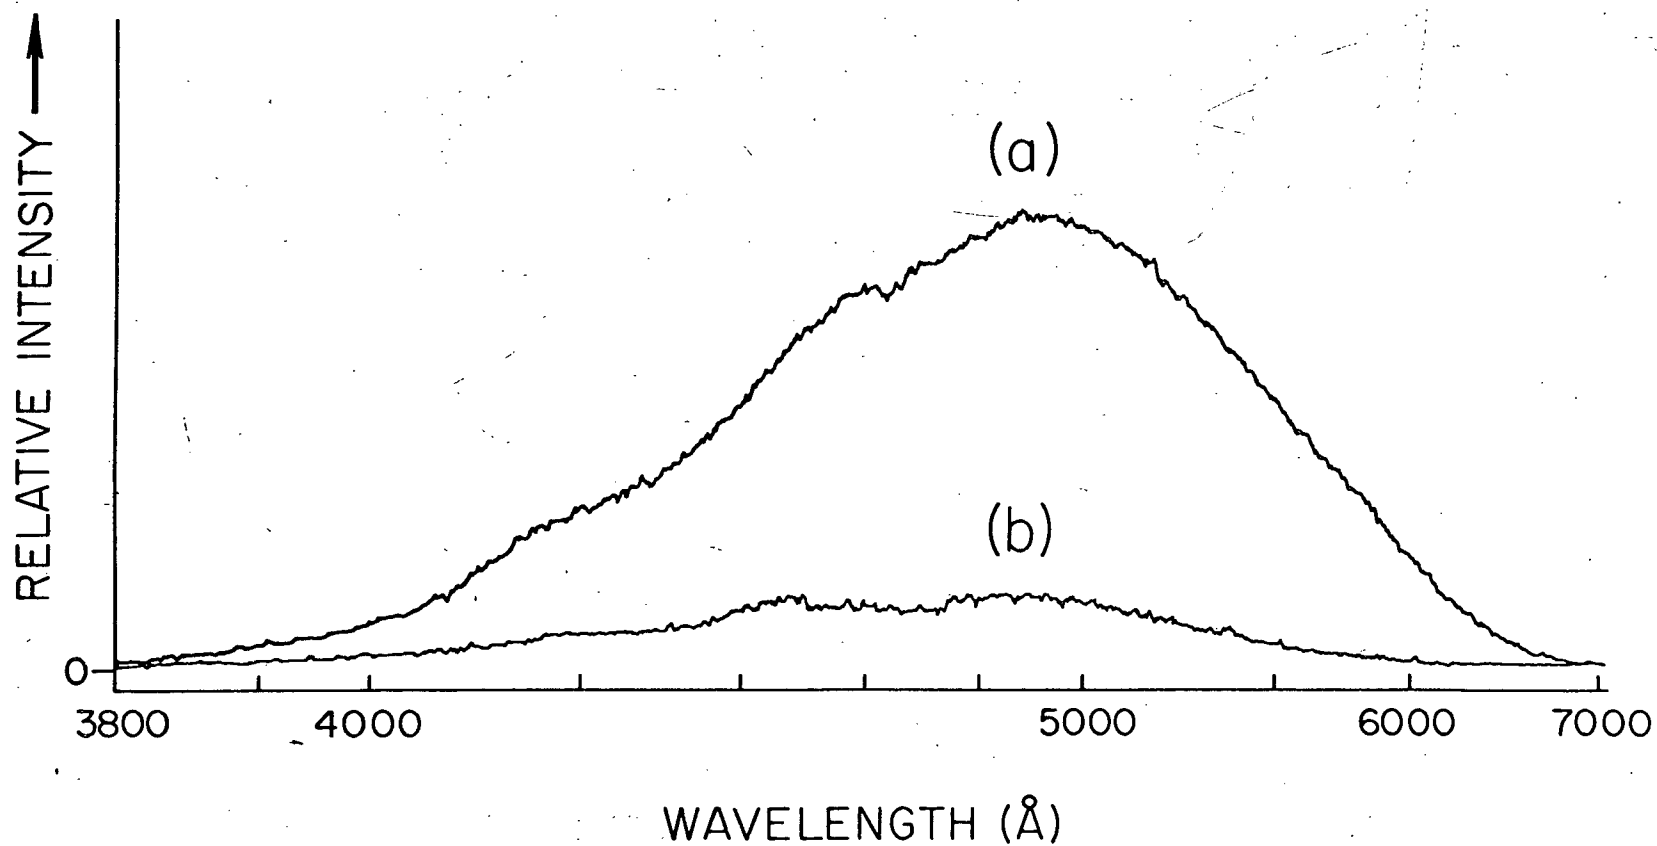 RELATIVE INTENSITY
(a)
(b)
0
3800 4000 5000 6000 7000
WAVELENGTH (Å)